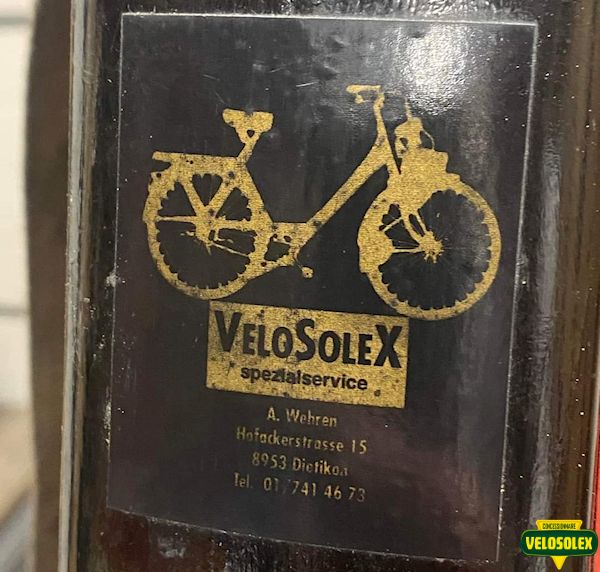 VELOSOLEX
spezialservice
A. Wehren
Hofackerstrasse 15
8953 Dietikon
Tel. 01/741 46 73
CONCESSIONNAIRE
VELOSOLEX